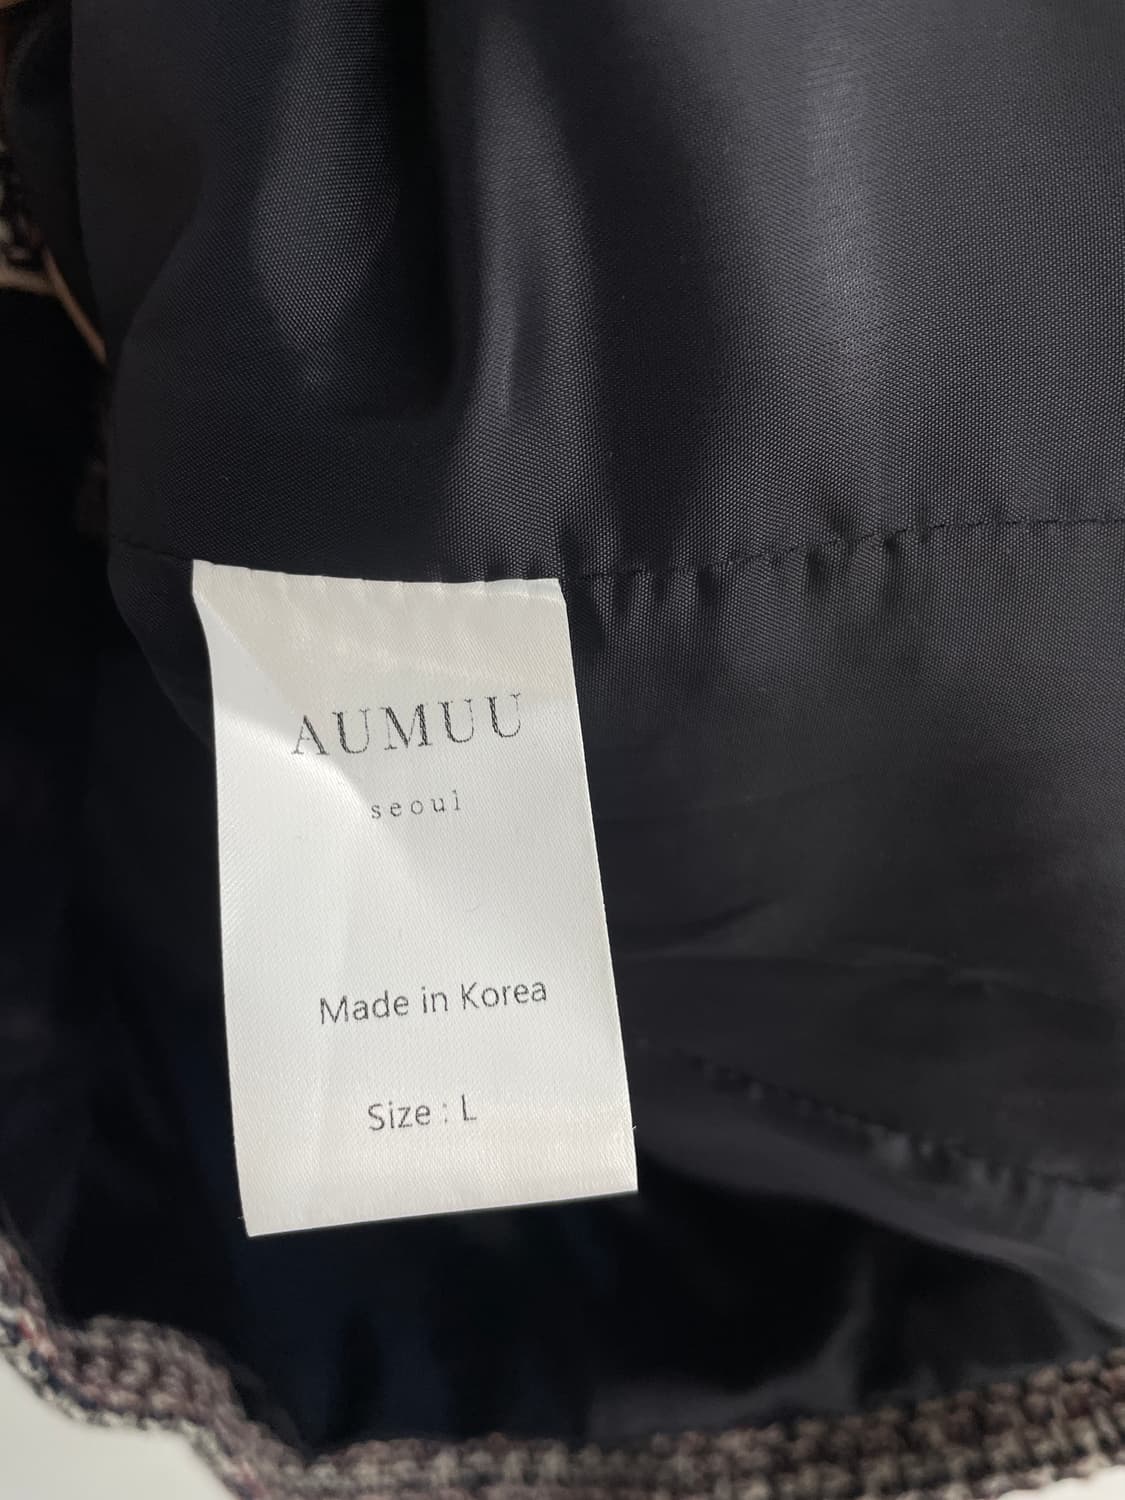 AUMUU
seoul
Made in Korea
Size : L